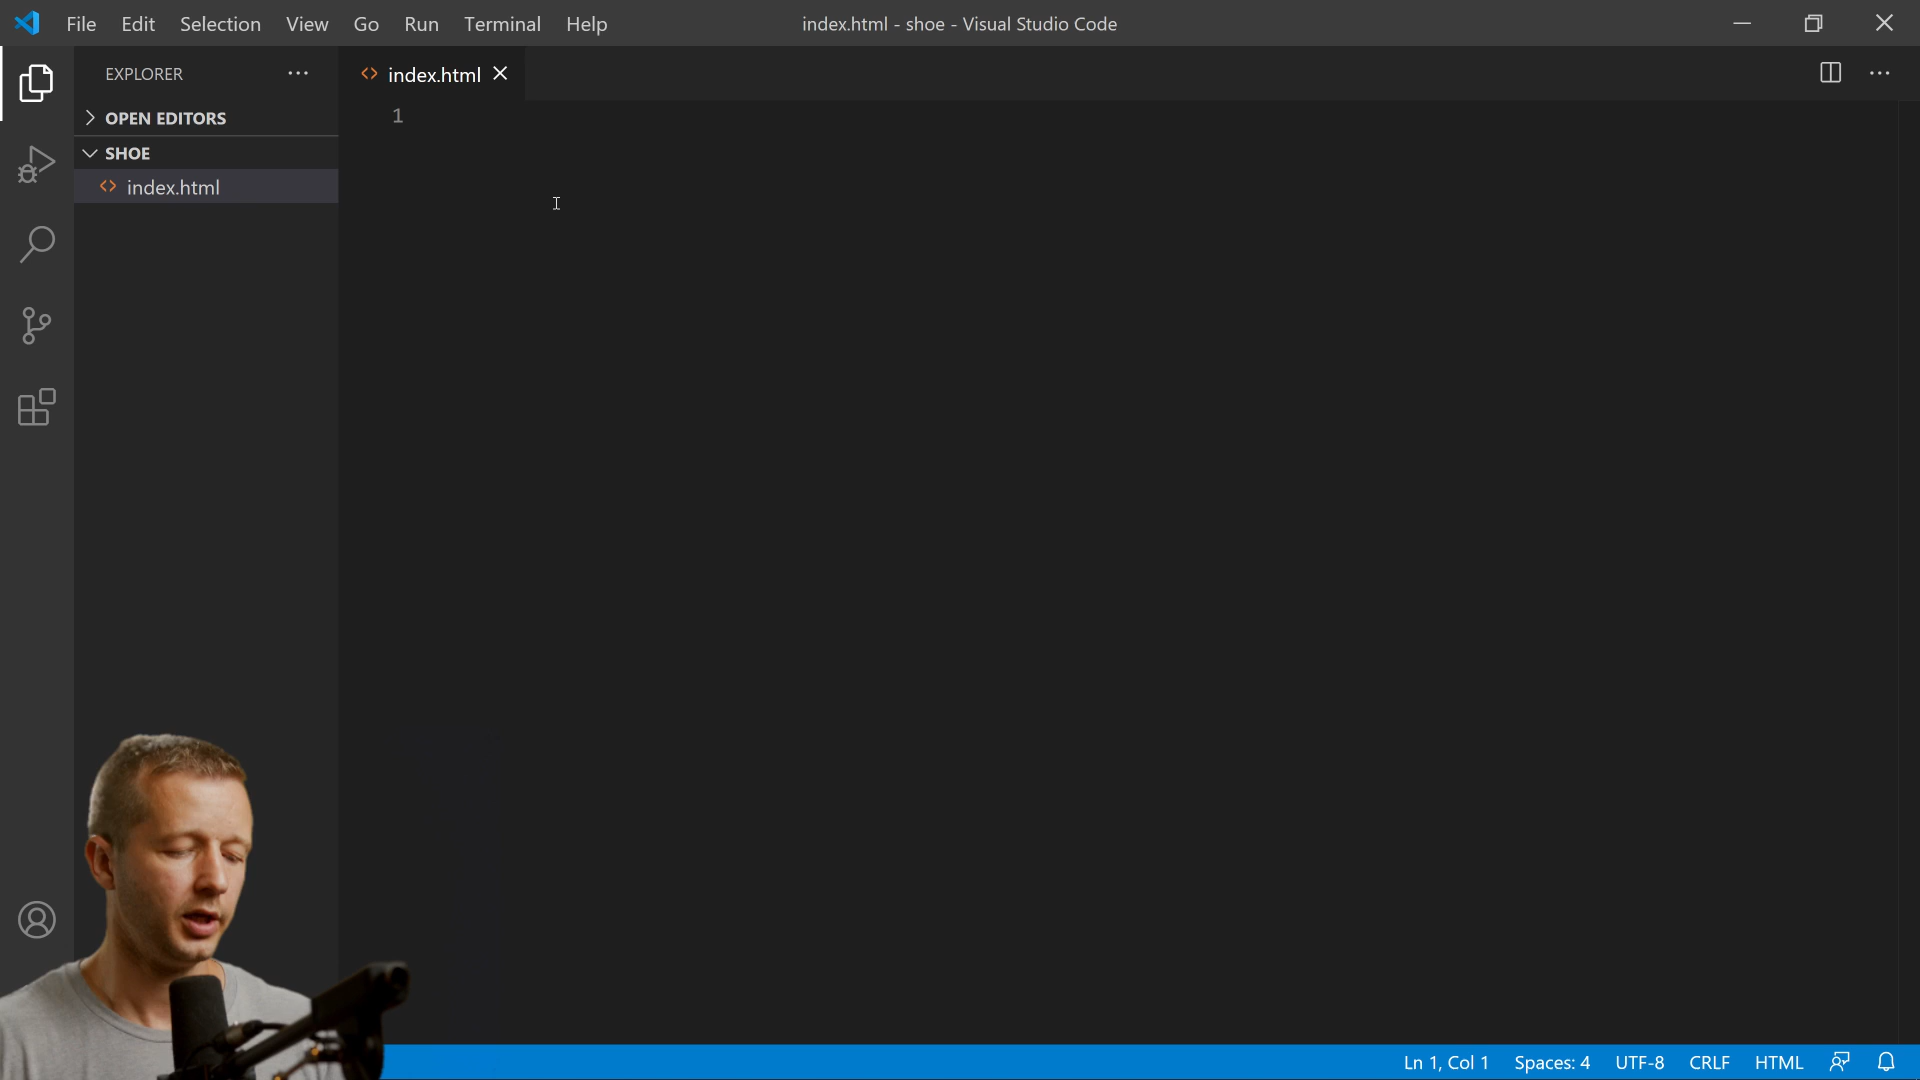 File Edit Selection View Go Run Terminal Help index.html - shoe - Visual Studio Code
EXPLORER
index.html
OPEN EDITORS
1
SHOE
index.html
Ln 1, Col 1 Spaces: 4 UTF-8 CRLF HTML